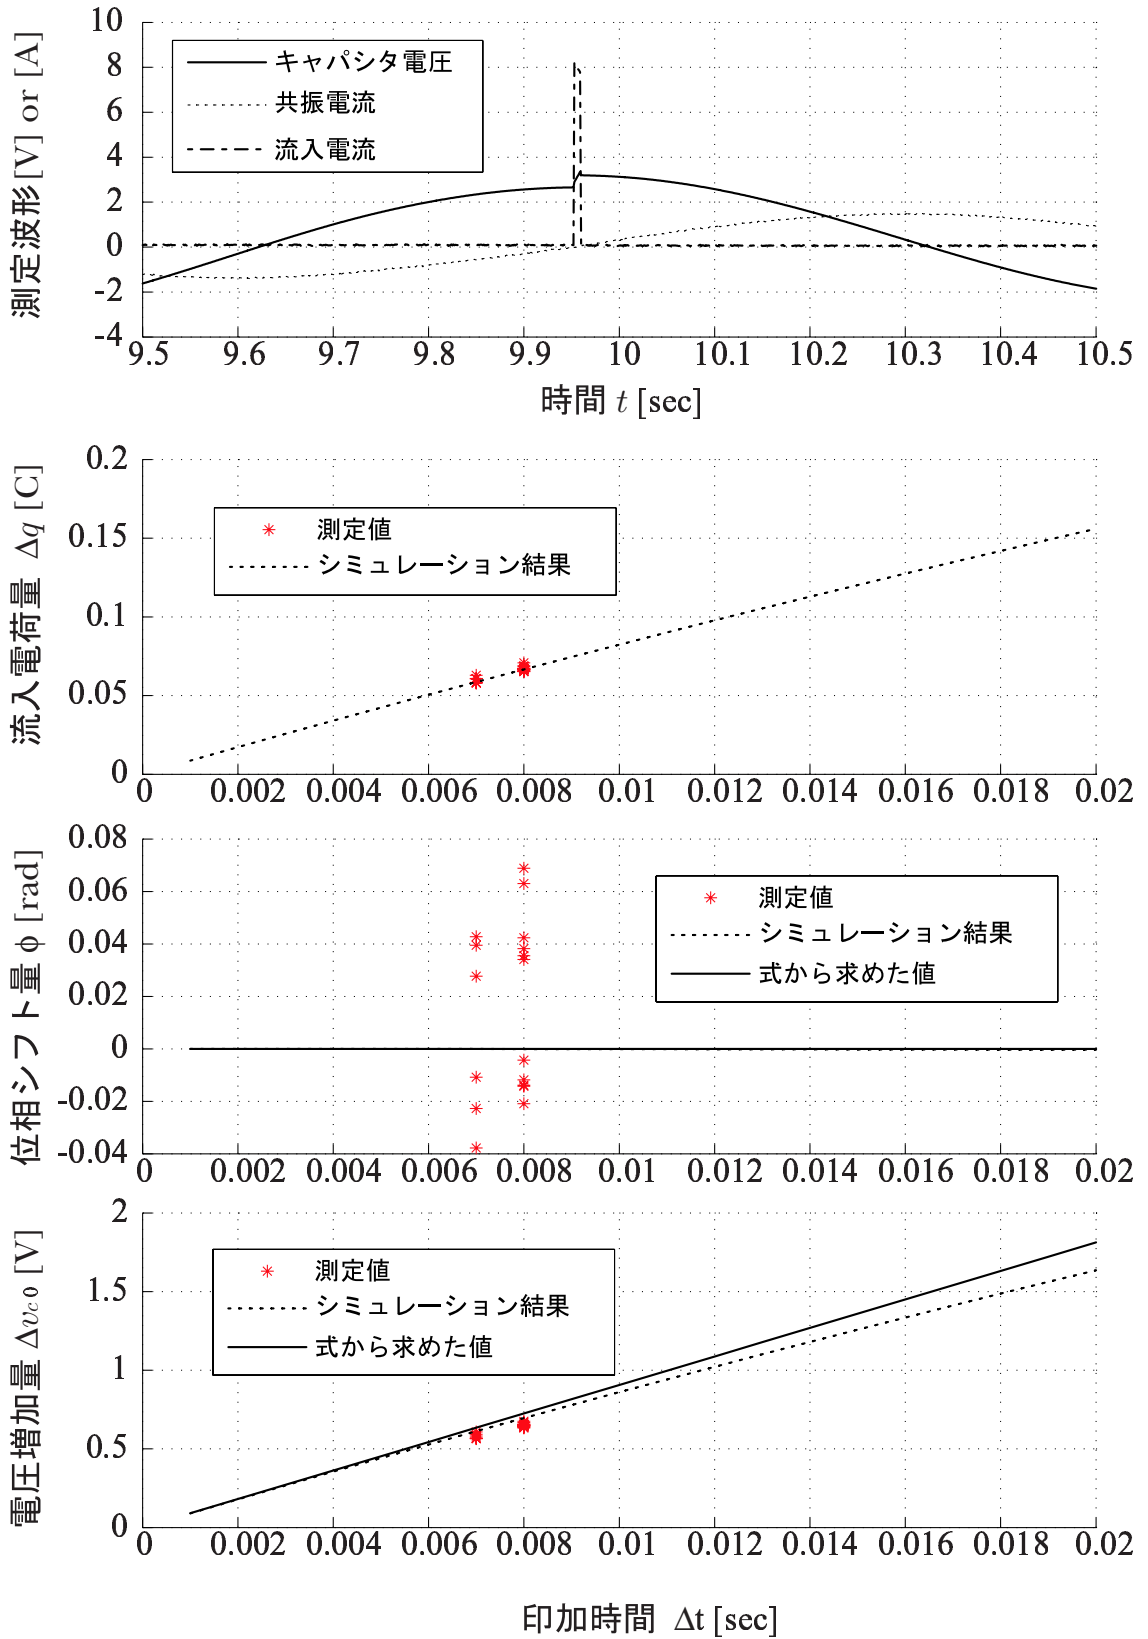 測定波形[V] or [A]
10
8
6
4
2
0
-2
-4
キャパシタ電圧
共振電流
流入電流
9.5 9.6 9.7 9.8 9.9 10 10.1 10.2 10.3 10.4 10.5
時間 t [sec]
流入電荷量 Δq [C]
0.2
0.15
0.1
0.05
0
測定値
シミュレーション結果
0 0.002 0.004 0.006 0.008 0.01 0.012 0.014 0.016 0.018 0.02
位相シフト量 ϕ [rad]
0.08
0.06
0.04
0.02
0
-0.02
-0.04
測定値
シミュレーション結果
式から求めた値
0 0.002 0.004 0.006 0.008 0.01 0.012 0.014 0.016 0.018 0.02
電圧増加量 Δvc0 [V]
2
1.5
1
0.5
0
測定値
シミュレーション結果
式から求めた値
0 0.002 0.004 0.006 0.008 0.01 0.012 0.014 0.016 0.018 0.02
印加時間 Δt [sec]